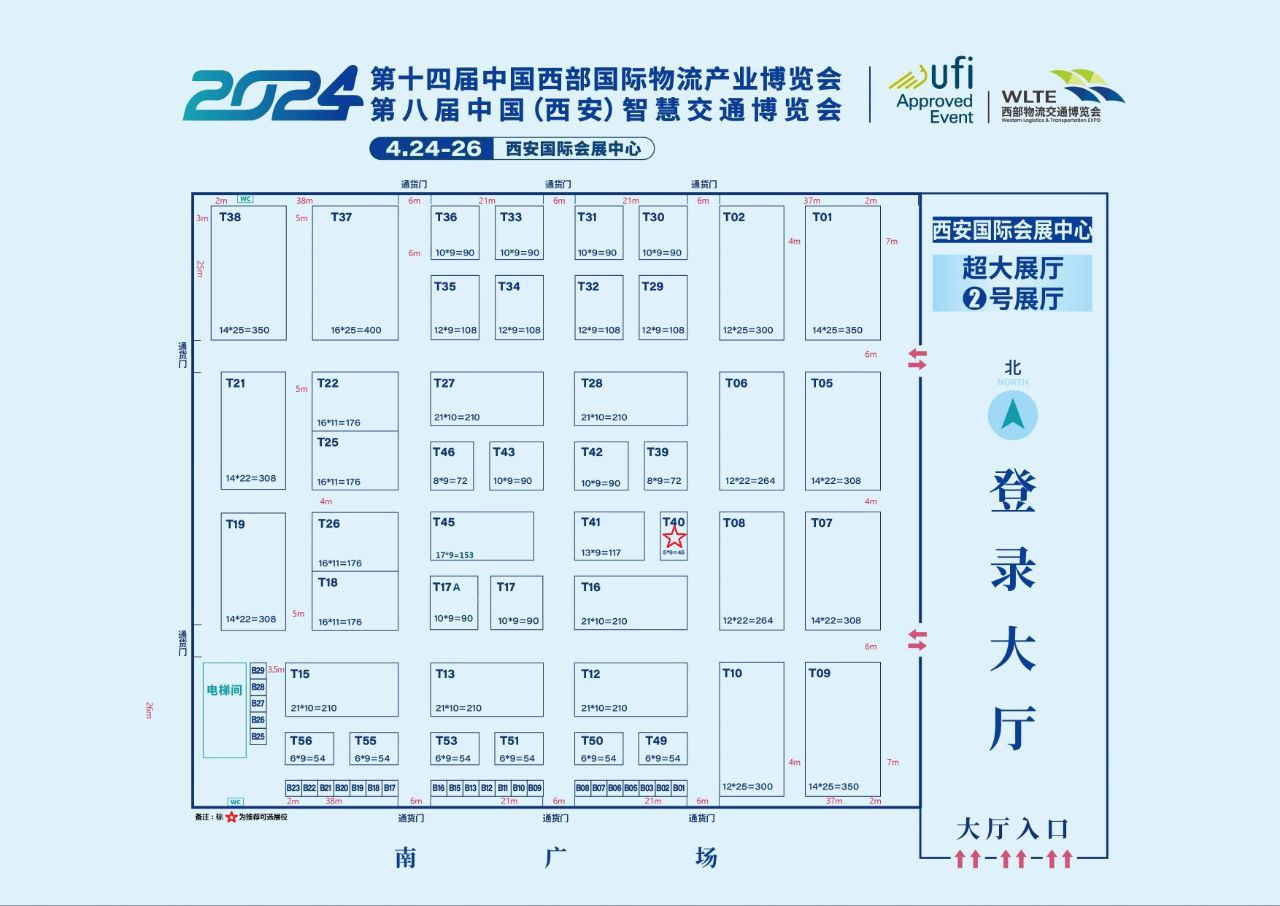 2024
第十四届中国西部国际物流产业博览会
第八届中国(西安)智慧交通博览会
4.24-26 西安国际会展中心
ufi
Approved
Event
WLTE
西部物流交通博览会
Western Logistics & Transportation EXPO
通货门 通货门 通货门
2m WC 38m 6m 21m 6m 21m 6m 37m 2m
3m T38 5m T37 T36 T33 T31 T30 T02 T01
25m 6m 10*9=90 10*9=90 10*9=90 10*9=90 4m 7m
T35 T34 T32 T29
14*25=350 16*25=400 12*9=108 12*9=108 12*9=108 12*9=108 12*25=300 14*25=350
通货门
6m
T21 5m T22 T27 T28 T06 T05
16*11=176 21*10=210 21*10=210
T25 T46 T43 T42 T39
14*22=308 16*11=176 8*9=72 10*9=90 10*9=90 8*9=72 12*22=264 14*22=308
4m 4m
T19 T26 T45 T41 T40 T08 T07
16*11=176 17*9=153 13*9=117 5*9=45
T18 T17A T17 T16
14*22=308 5m 16*11=176 10*9=90 10*9=90 21*10=210 12*22=264 14*22=308
通货门
6m
电梯间
B29
B28
B27
B26
B25
3.5m T15 T13 T12 T10 T09
26m 21*10=210 21*10=210 21*10=210
T56 T55 T53 T51 T50 T49
6*9=54 6*9=54 6*9=54 6*9=54 6*9=54 6*9=54 4m 7m
12*25=300 14*25=350
B23 B22 B21 B20 B19 B18 B17 B16 B15 B13 B12 B11 B10 B09 B08 B07 B06 B05 B03 B02 B01
WC 2m 38m 6m 21m 6m 21m 6m 37m 2m
备注：标 为推荐可选展位
通货门 通货门 通货门
南广场
西安国际会展中心
超大展厅
2号展厅
北
NORTH
登
录
大
厅
大厅入口